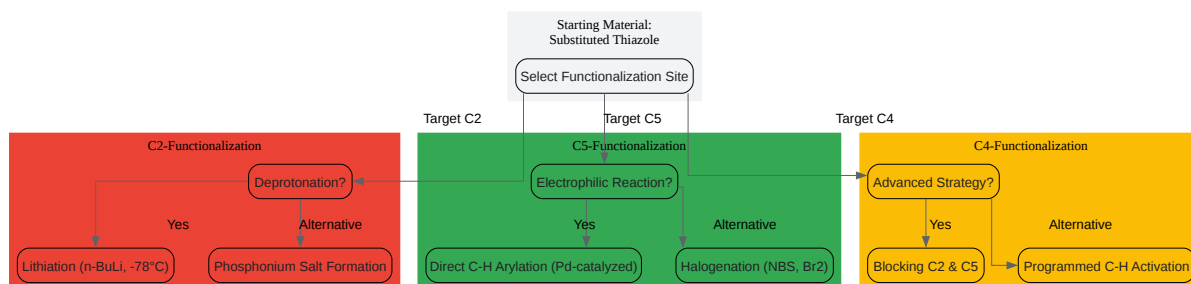 Starting Material:
Substituted Thiazole
Select Functionalization Site
Target C2
Target C5
Target C4
C2-Functionalization
Deprotonation?
Yes
Alternative
Lithiation (n-BuLi, -78°C)
Phosphonium Salt Formation
C5-Functionalization
Electrophilic Reaction?
Yes
Alternative
Direct C-H Arylation (Pd-catalyzed)
Halogenation (NBS, Br2)
C4-Functionalization
Advanced Strategy?
Yes
Alternative
Blocking C2 & C5
Programmed C-H Activation